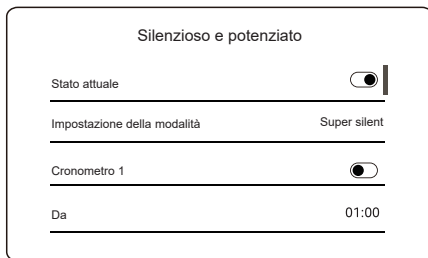 Silenzioso e potenziato
Stato attuale
Impostazione della modalità Super silent
Cronometro 1
Da 01:00